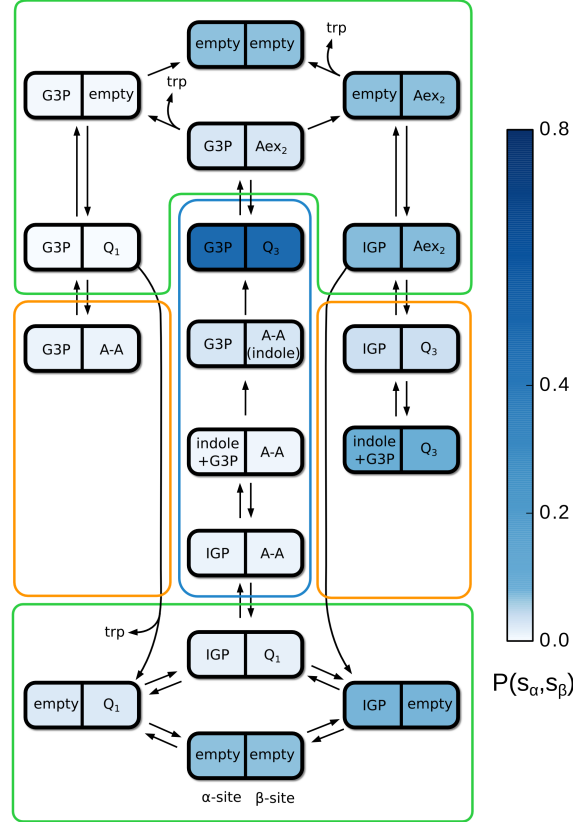 empty empty
trp
G3P empty
trp
empty Aex₂
G3P Aex₂
G3P Q₁
G3P Q₃
IGP Aex₂
G3P A-A
G3P A-A
(indole)
IGP Q₃
indole
+G3P A-A
indole
+G3P Q₃
IGP A-A
trp
IGP Q₁
empty Q₁
IGP empty
empty empty
α-site β-site
0.8
0.4
0.2
0.0
P(sα,sβ)